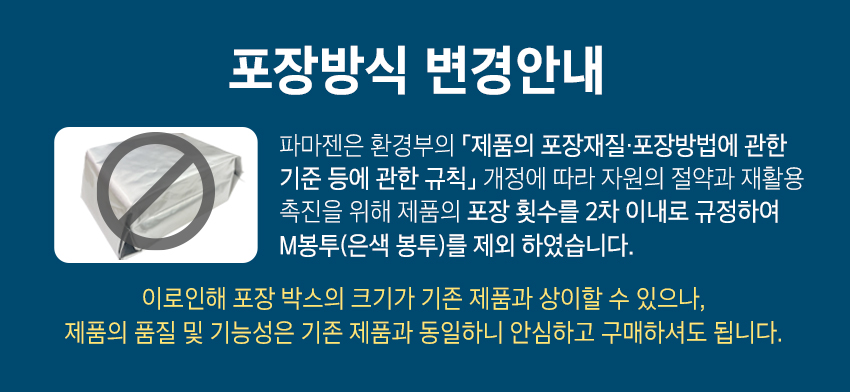 포장방식 변경안내
파마젠은 환경부의 「제품의 포장재질·포장방법에 관한
기준 등에 관한 규칙」 개정에 따라 자원의 절약과 재활용
촉진을 위해 제품의 포장 횟수를 2차 이내로 규정하여
M봉투(은색 봉투)를 제외 하였습니다.
이로인해 포장 박스의 크기가 기존 제품과 상이할 수 있으나,
제품의 품질 및 기능성은 기존 제품과 동일하니 안심하고 구매하셔도 됩니다.